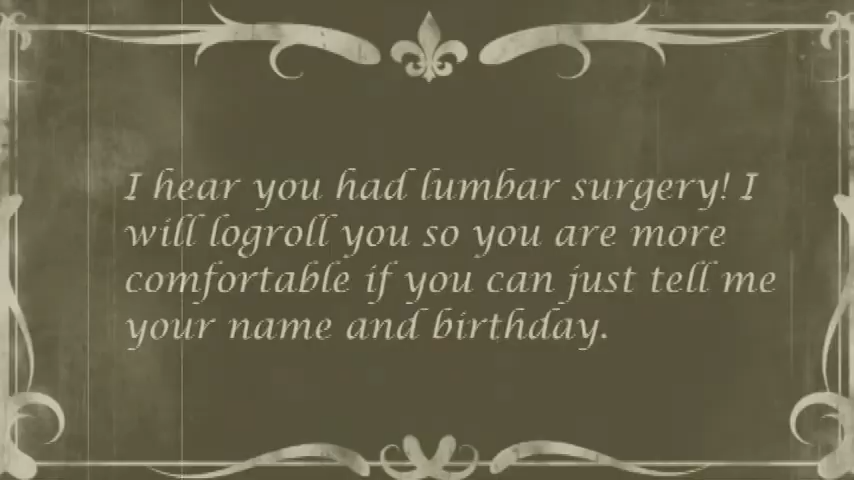 I hear you had lumbar surgery! I
will logroll you so you are more
comfortable if you can just tell me
your name and birthday.